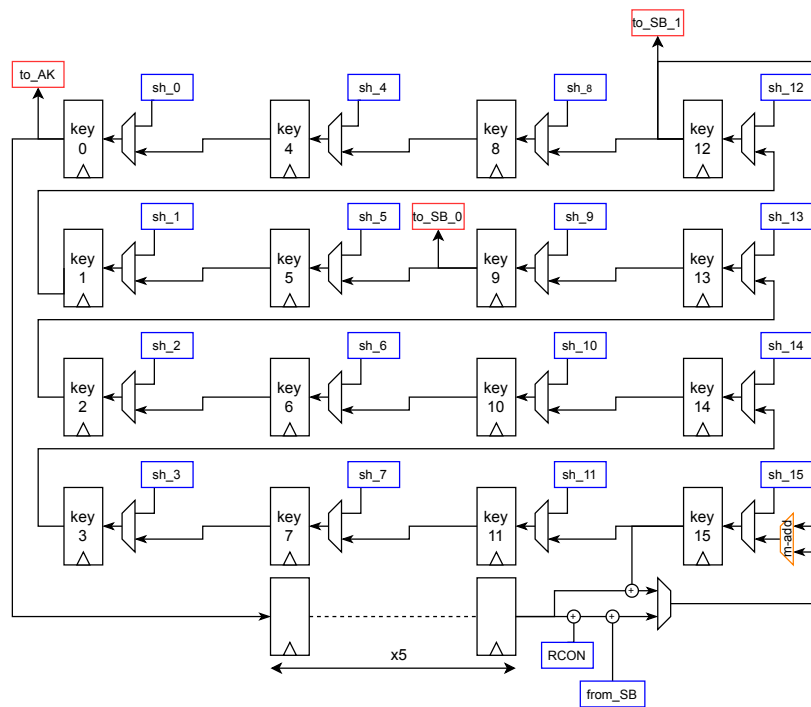 to_SB_1
to_AK
sh_0
sh_4
sh_8
sh_12
key
0
key
4
key
8
key
12
sh_1
sh_5
to_SB_0
sh_9
sh_13
key
1
key
5
key
9
key
13
sh_2
sh_6
sh_10
sh_14
key
2
key
6
key
10
key
14
sh_3
sh_7
sh_11
sh_15
key
3
key
7
key
11
key
15
m-add
+
+
+
x5
RCON
from_SB